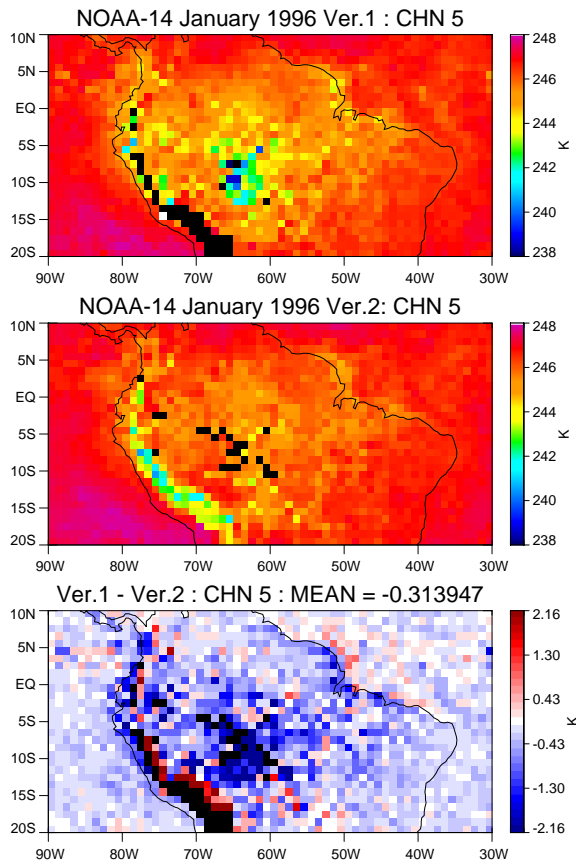 NOAA-14 January 1996 Ver.1 : CHN 5
10N
5N
EQ
5S
10S
15S
20S
90W 80W 70W 60W 50W 40W 30W
248
246
244
242
240
238
K
NOAA-14 January 1996 Ver.2: CHN 5
10N
5N
EQ
5S
10S
15S
20S
90W 80W 70W 60W 50W 40W 30W
248
246
244
242
240
238
K
Ver.1 - Ver.2 : CHN 5 : MEAN = -0.313947
10N
5N
EQ
5S
10S
15S
20S
90W 80W 70W 60W 50W 40W 30W
2.16
1.30
0.43
-0.43
-1.30
-2.16
K